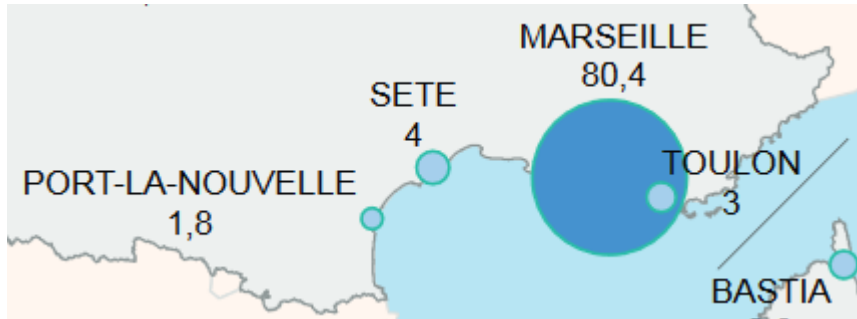 MARSEILLE
80,4
SETE
4
TOULON
3
PORT-LA-NOUVELLE
1,8
BASTIA